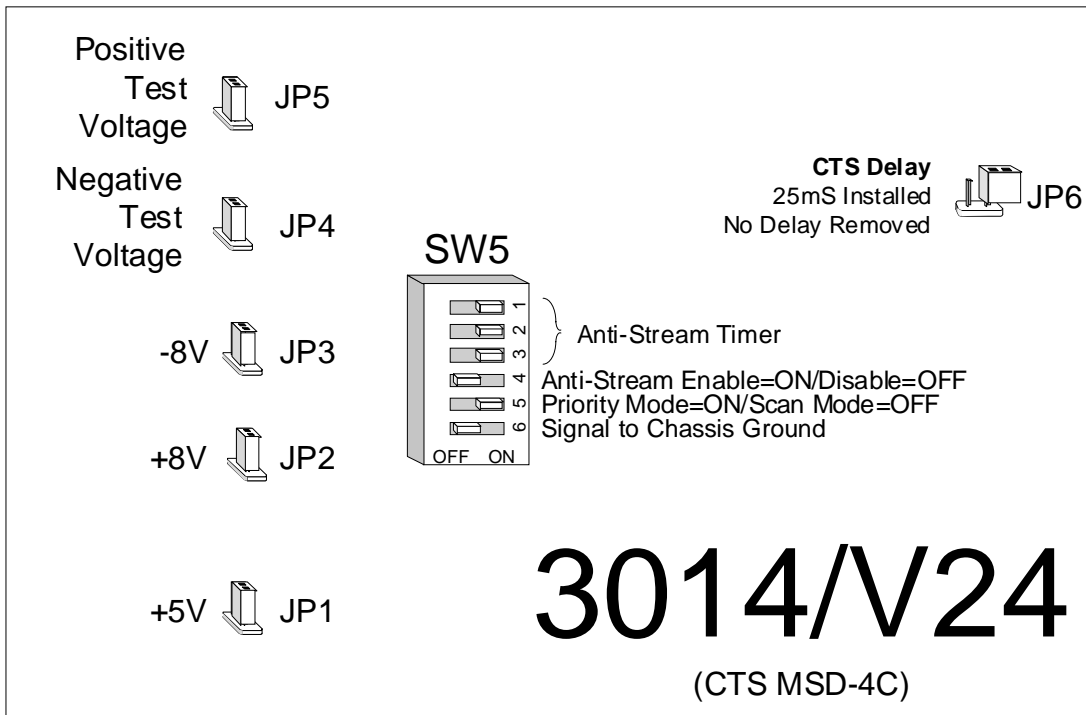 Positive
Test
Voltage
JP5
Negative
Test
Voltage
JP4
-8V
JP3
+8V
JP2
+5V
JP1
CTS Delay
25mS Installed
No Delay Removed
JP6
SW5
1
2
3
4
5
6
OFF ON
Anti-Stream Timer
Anti-Stream Enable=ON/Disable=OFF
Priority Mode=ON/Scan Mode=OFF
Signal to Chassis Ground
3014/V24
(CTS MSD-4C)